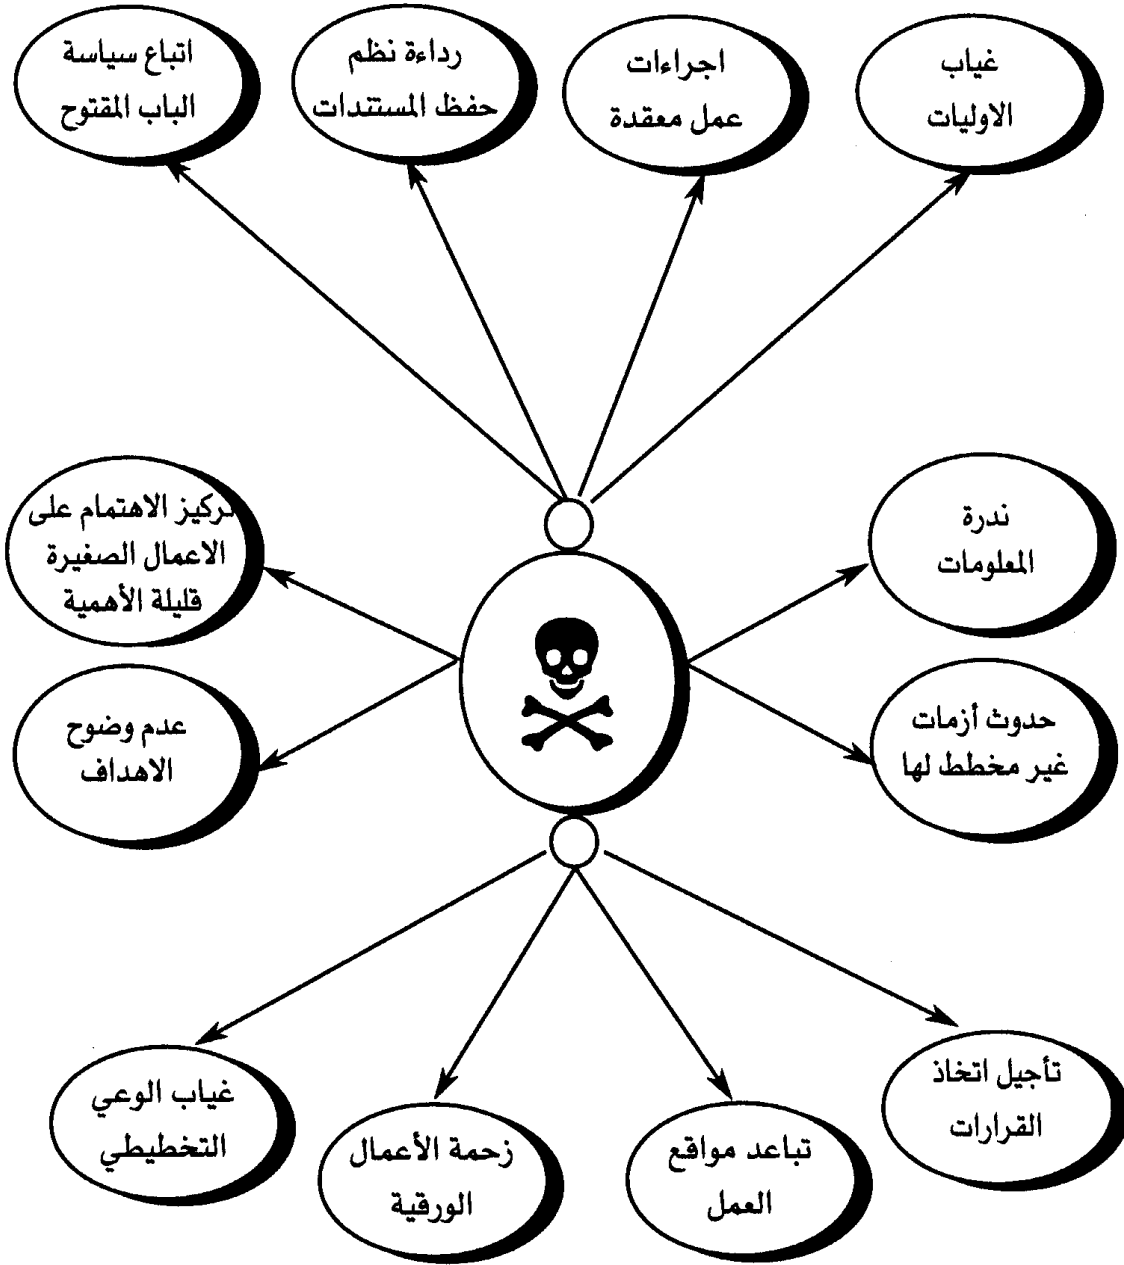 غياب
الاوليات
اجراءات
عمل معقدة
رداءة نظم
حفظ المستندات
اتباع سياسة
الباب المقتوح
ندرة
المعلومات
تركيز الاهتمام على
الاعمال الصغيرة
قليلة الأهمية
حدوث أزمات
غير مخطط لها
عدم وضوح
الاهداف
تأجيل اتخاذ
القرارات
تباعد مواقع
العمل
زحمة الأعمال
الورقية
غياب الوعي
التخطيطي